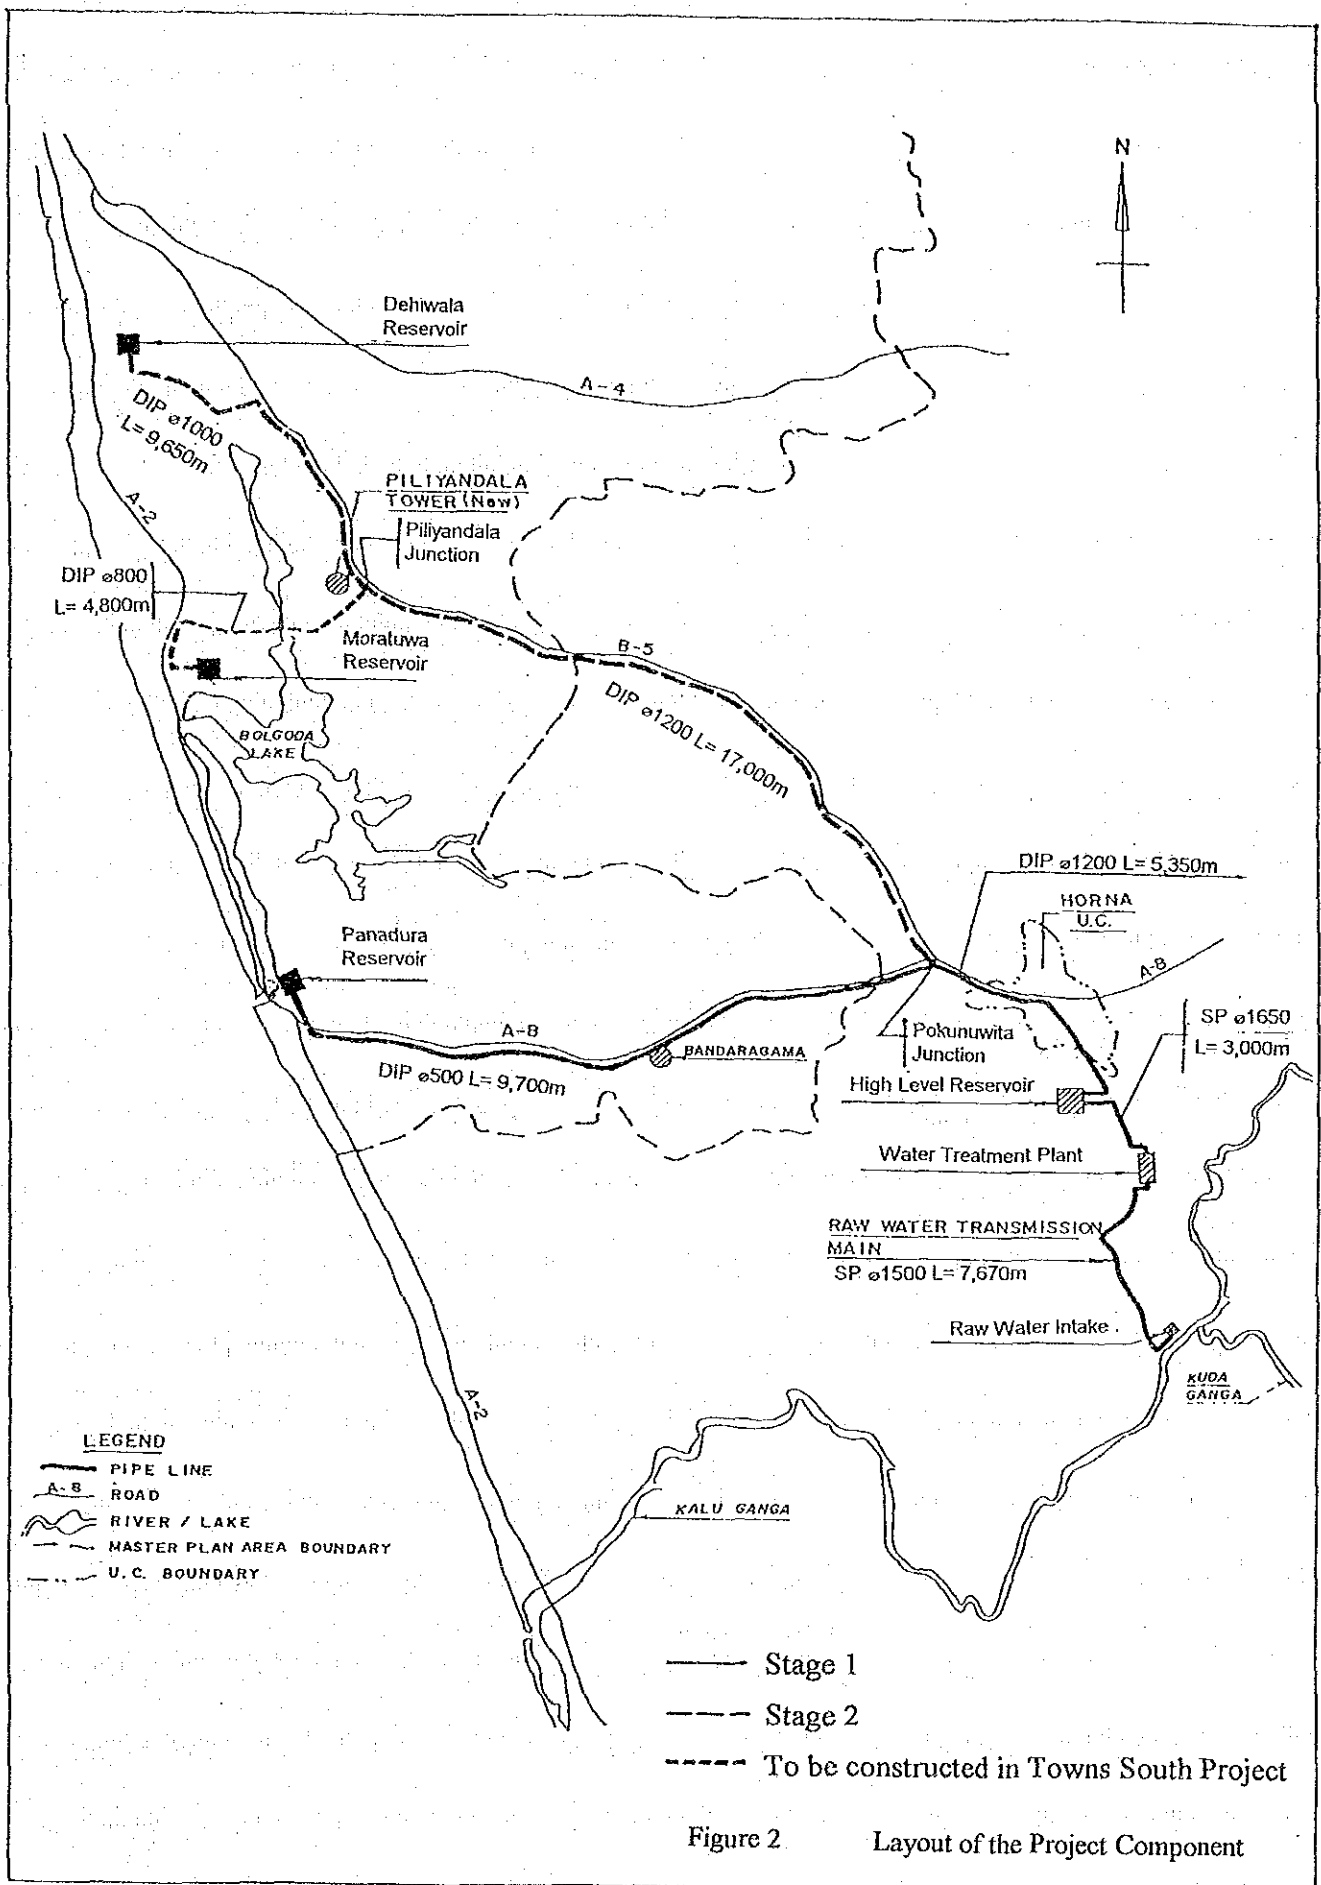 N
Dehiwala
Reservoir
A-4
DIP ø1000
L= 9,650m
A-2
PILIYANDALA
TOWER (New)
Piliyandala
Junction
DIP ø800
L= 4,800m
Moratuwa
Reservoir
B-5
DIP ø1200 L= 17,000m
BOLGODA
LAKE
DIP ø1200 L= 5,350m
HORNA
U.C.
Panadura
Reservoir
A-8
A-8
SP ø1650
L= 3,000m
Pokunuwita
Junction
BANDARAGAMA
DIP ø500 L= 9,700m
High Level Reservoir
Water Treatment Plant
RAW WATER TRANSMISSION
MAIN
SP ø1500 L= 7,670m
Raw Water Intake
KUDA
GANGA
A-2
KALU GANGA
LEGEND
PIPE LINE
A-8 ROAD
RIVER / LAKE
MASTER PLAN AREA BOUNDARY
U.C. BOUNDARY
Stage 1
Stage 2
To be constructed in Towns South Project
Figure 2 Layout of the Project Component